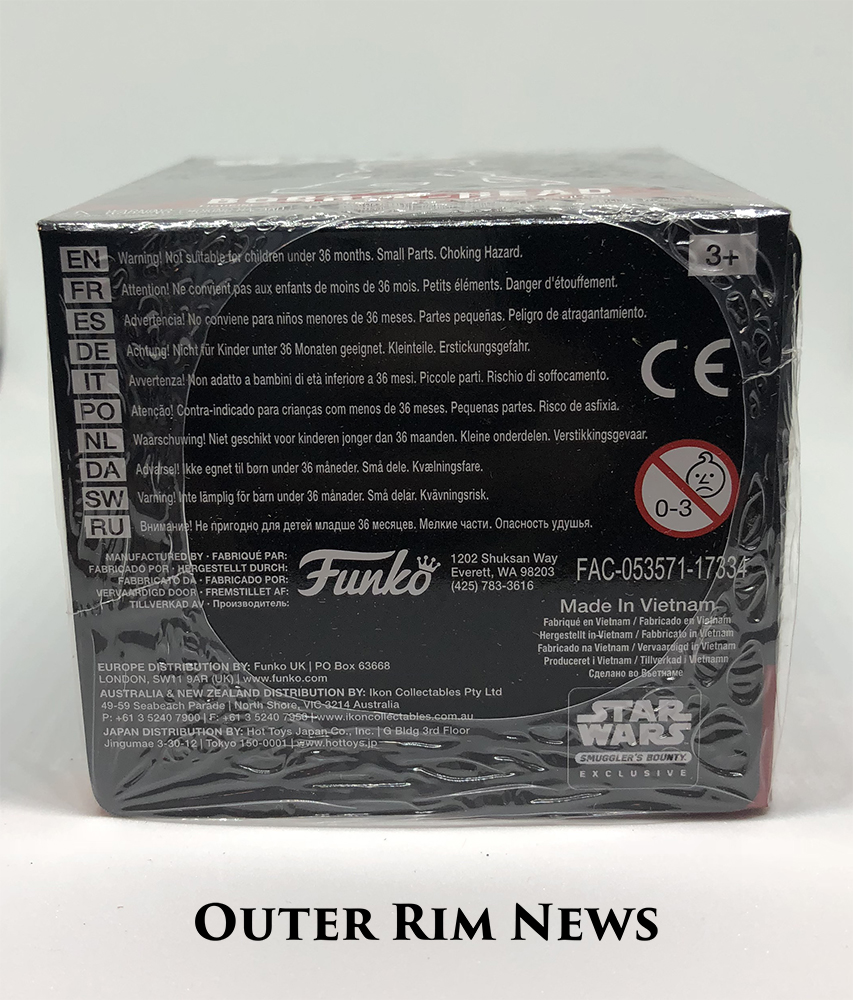 BOBBLE-HEAD
EN Warning! Not suitable for children under 36 months. Small Parts. Choking Hazard.
3+
FR Attention! Ne convient pas aux enfants de moins de 36 mois. Petits éléments. Danger d'étouffement.
ES Advertencia! No conviene para niños menores de 36 meses. Partes pequeñas. Peligro de atragantamiento.
DE Achtung! Nicht für Kinder unter 36 Monaten geeignet. Kleinteile. Erstickungsgefahr.
CE
IT Avvertenza! Non adatto a bambini di età inferiore a 36 mesi. Piccole parti. Rischio di soffocamento.
PO Atenção! Contra-indicado para crianças com menos de 36 meses. Pequenas partes. Risco de asfixia.
NL Waarschuwing! Niet geschikt voor kinderen jonger dan 36 maanden. Kleine onderdelen. Verstikkingsgevaar.
DA Advarsel! Ikke egnet til børn under 36 måneder. Små dele. Kvælningsfare.
SW Varning! Inte lämplig för barn under 36 månader. Små delar. Kvävningsrisk.
0-3
RU Внимание! Не пригодно для детей младше 36 месяцев. Мелкие части. Опасность удушья.
MANUFACTURED BY • FABRIQUÉ PAR:
FABRICADO POR • HERGESTELLT DURCH:
FABBRICATO DA • FABRICADO POR:
VERVAARDIGD DOOR • FREMSTILLET AF:
TILLVERKAD AV • Производитель:
Funko
1202 Shuksan Way
Everett, WA 98203
(425) 783-3616
FAC-053571-17334
Made In Vietnam
Fabriqué en Vietnam / Fabricado en Vietnam
Hergestellt in Vietnam / Fabbricato in Vietnam
Fabricado na Vietnam / Vervaardigd in Vietnam
Produceret i Vietnam / Tillverkad i Vietnamn
Сделано во Вьетнаме
EUROPE DISTRIBUTION BY: Funko UK | PO Box 63668
LONDON, SW11 9AR (UK) | www.funko.com
AUSTRALIA & NEW ZEALAND DISTRIBUTION BY: Ikon Collectables Pty Ltd
49-59 Seabeach Parade | North Shore, VIC 3214 Australia
P: +61 3 5240 7900 | F: +61 3 5240 7950 | www.ikoncollectables.com.au
JAPAN DISTRIBUTION BY: Hot Toys Japan Co., Inc. | G Bldg 3rd Floor
Jingumae 3-30-12 | Tokyo 150-0001 | www.hottoys.jp
STAR
WARS
SMUGGLER'S BOUNTY
EXCLUSIVE
OUTER RIM NEWS